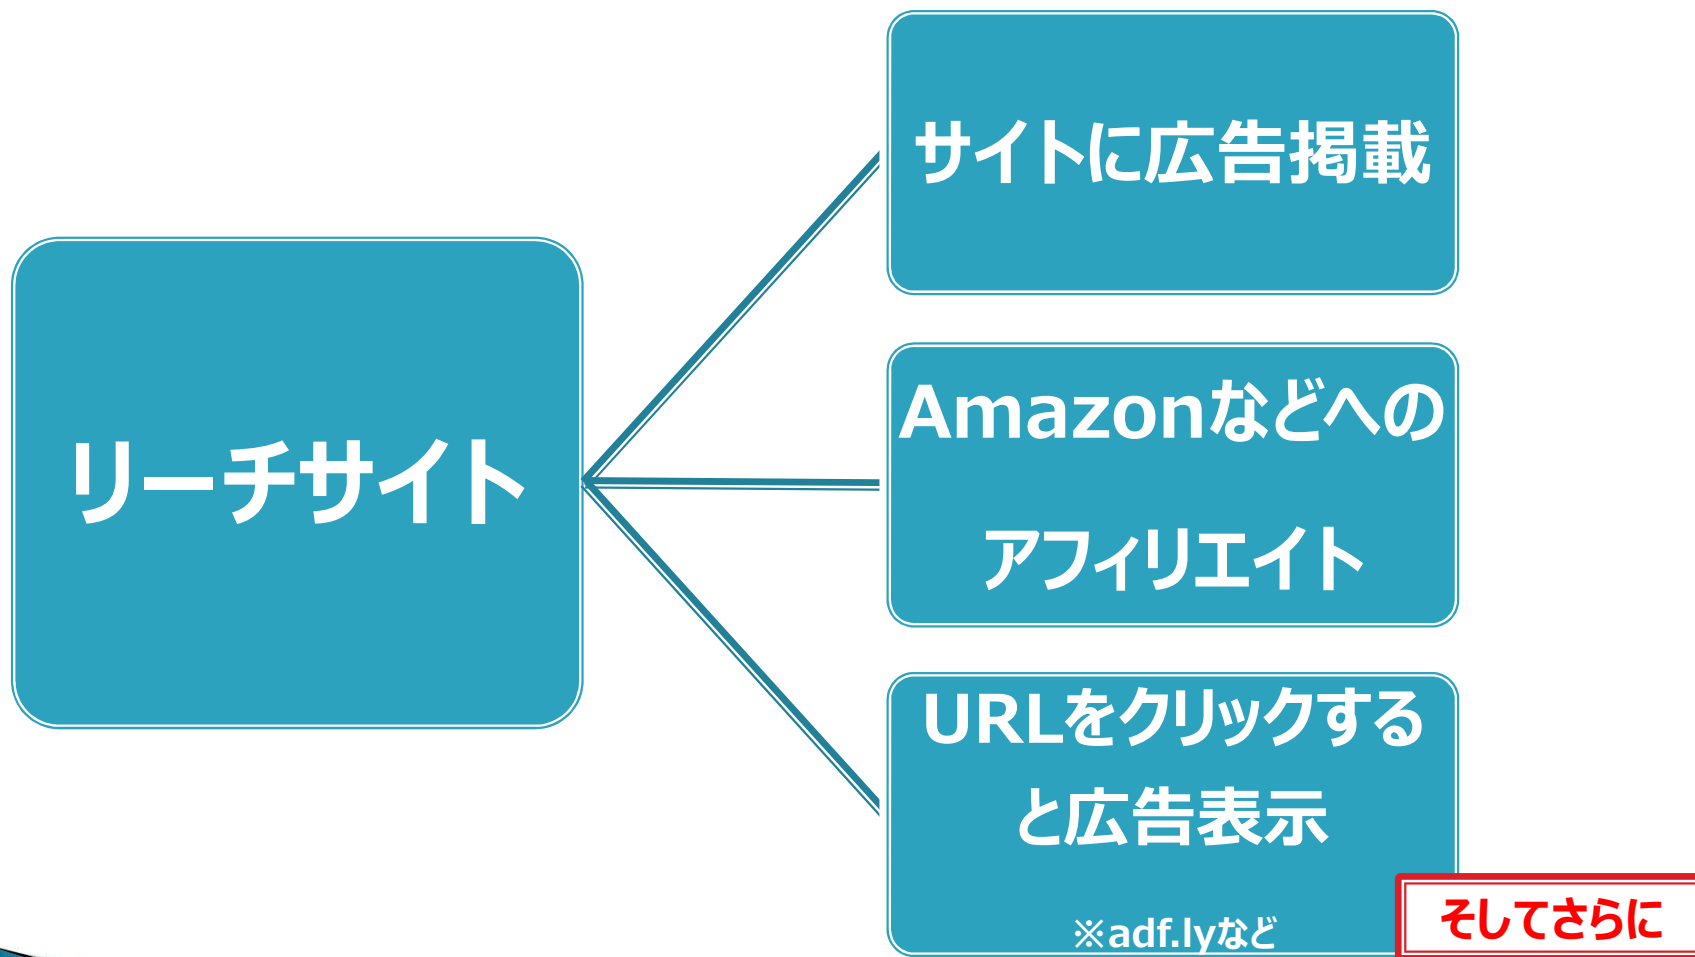 リーチサイト
サイトに広告掲載
Amazonなどへの
アフィリエイト
URLをクリックする
と広告表示
※adf.lyなど
そしてさらに